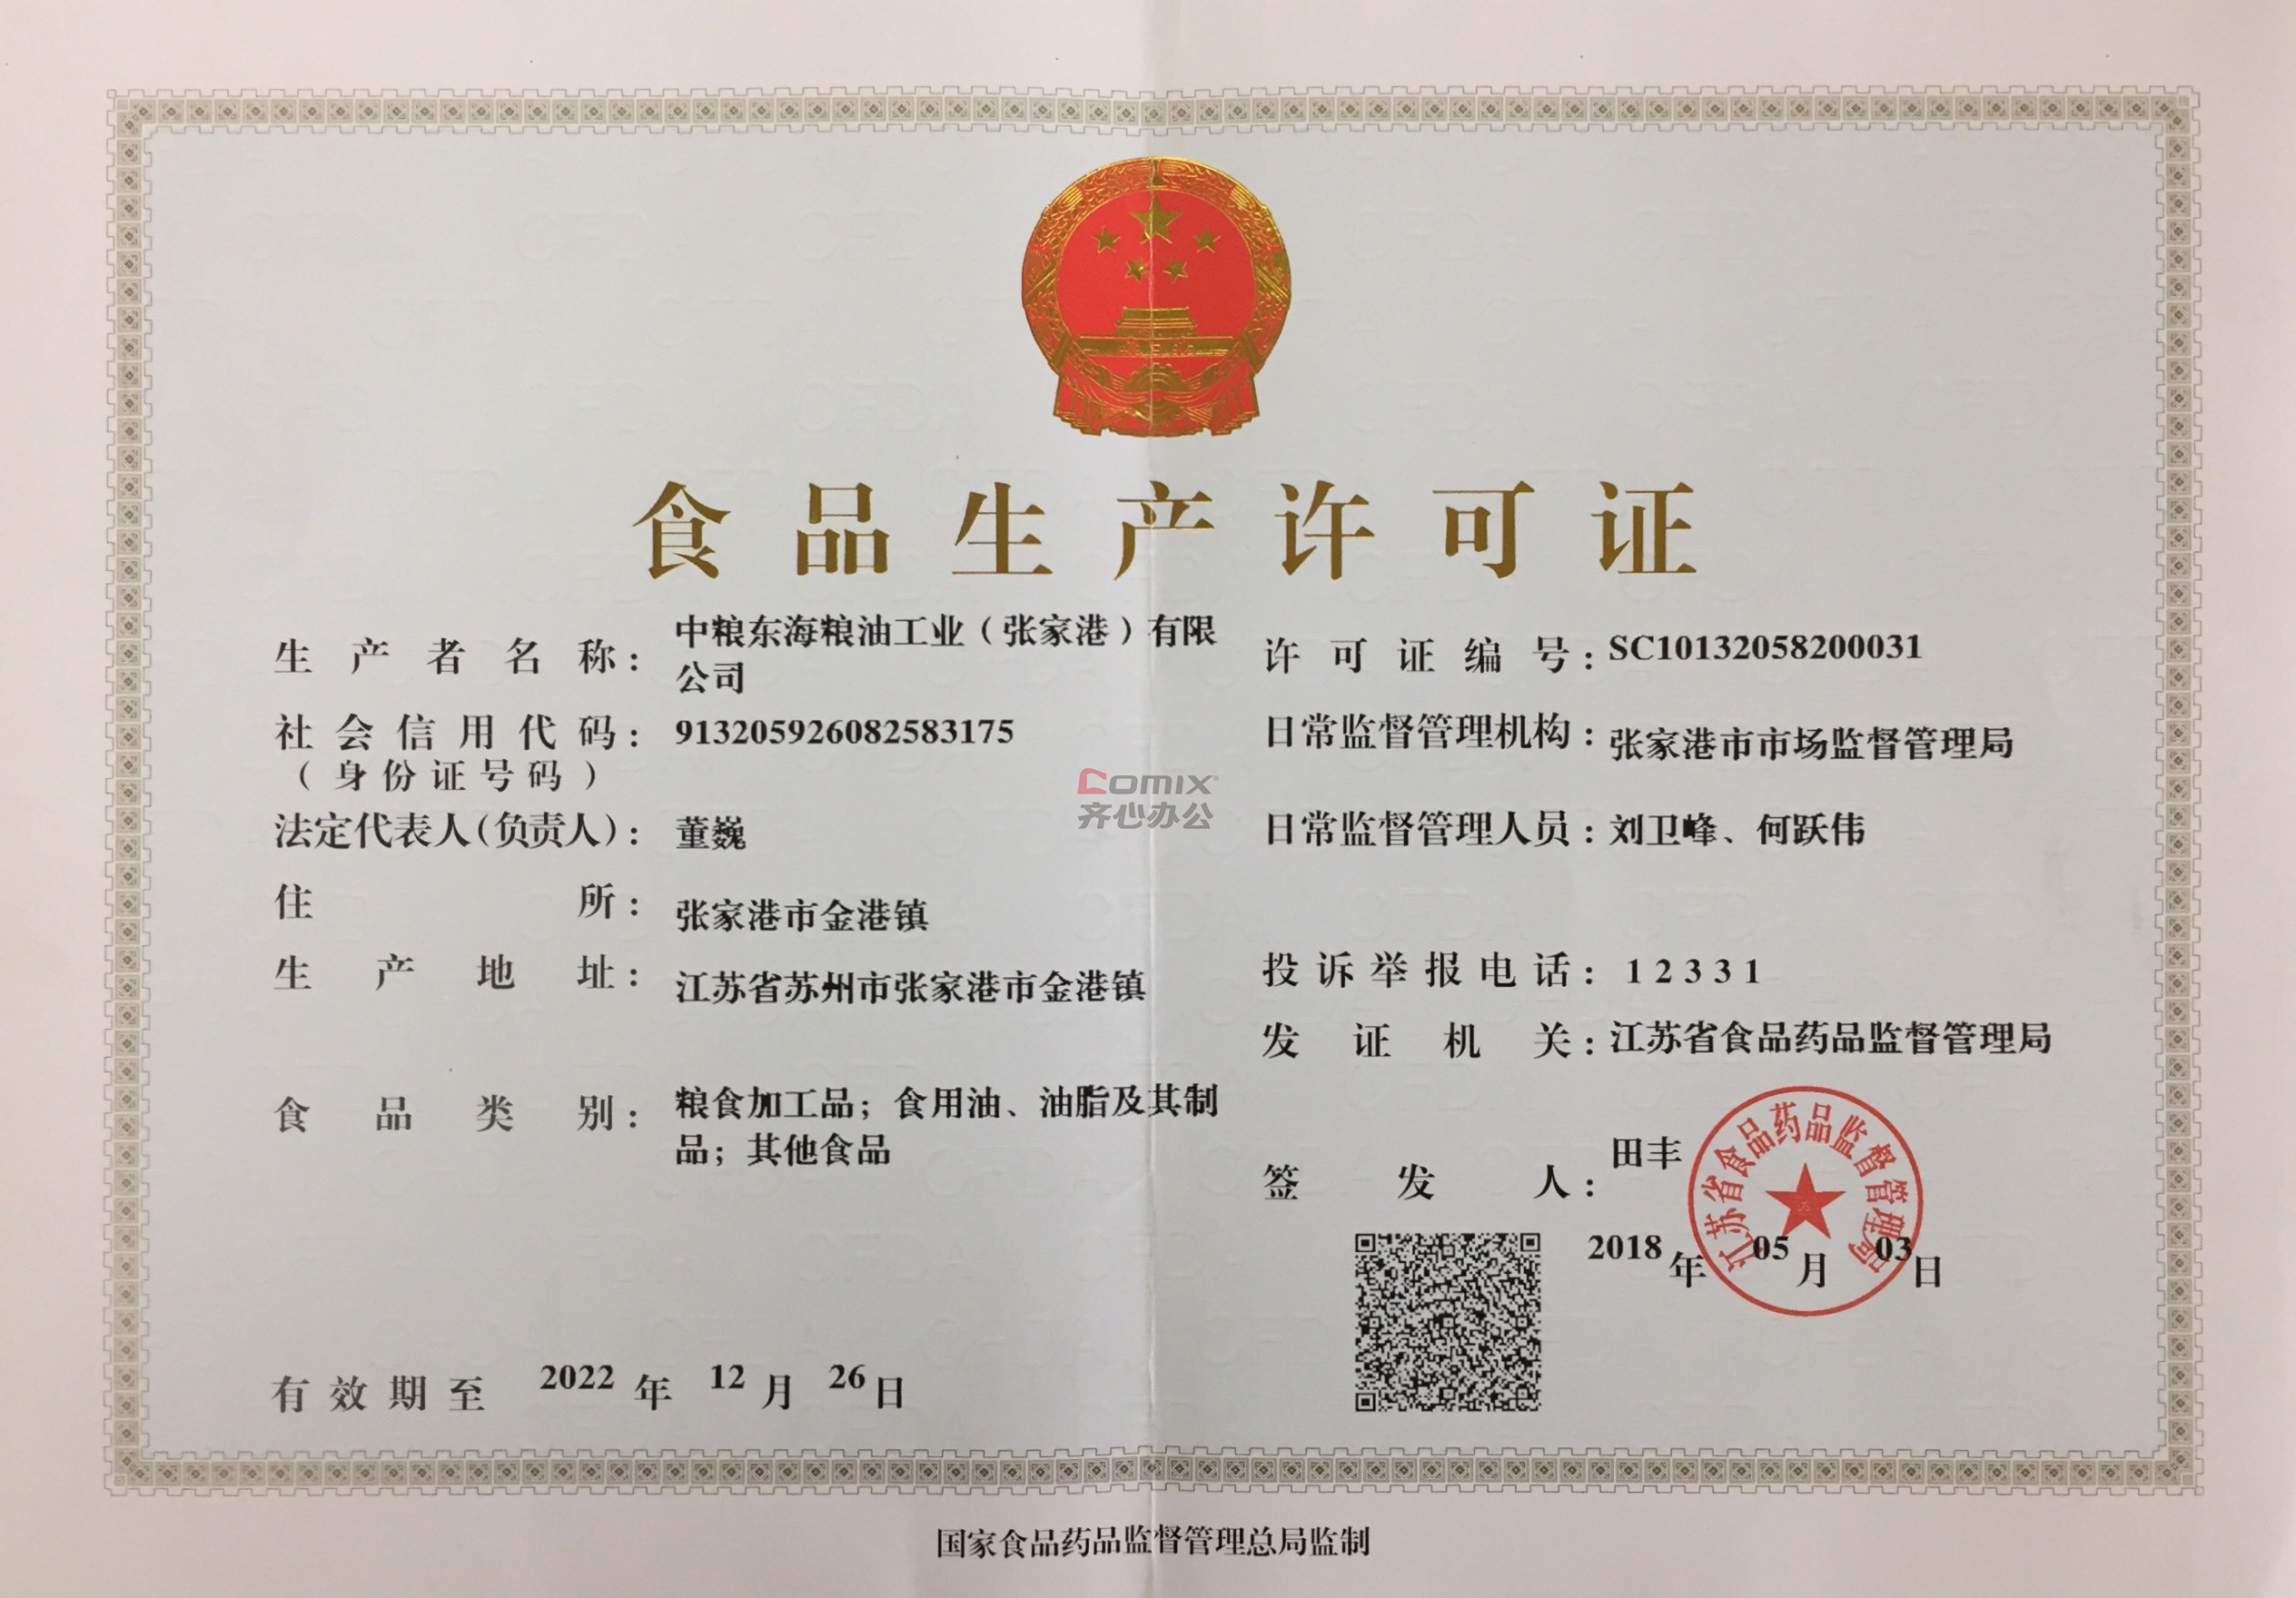 食品生产许可证
生产者名称：中粮东海粮油工业（张家港）有限
公司
社会信用代码：913205926082583175
（身份证号码）
法定代表人（负责人）：董巍
住所：张家港市金港镇
生产地址：江苏省苏州市张家港市金港镇
食品类别：粮食加工品；食用油、油脂及其制
品；其他食品
有效期至 2022年12月26日
许可证编号：SC10132058200031
日常监督管理机构：张家港市市场监督管理局
日常监督管理人员：刘卫峰、何跃伟
投诉举报电话：12331
发证机关：江苏省食品药品监督管理局
签发人：田丰
江苏省食品药品监督管理局
2018年05月03日
comix
齐心办公
国家食品药品监督管理总局监制